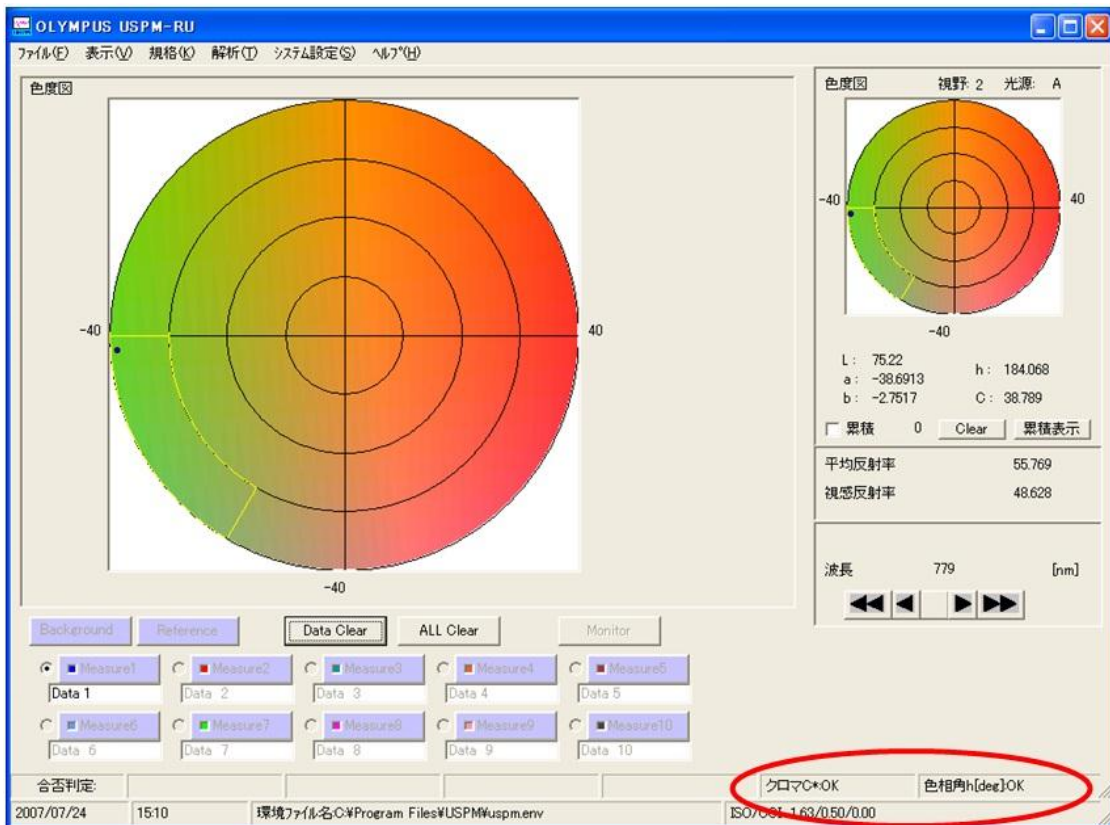 OLYMPUS USPM-RU
ファイル(F) 表示(V) 規格(K) 解析(T) システム設定(S) ヘルプ(H)
色度図
-40 40
-40
色度図 視野: 2 光源: A
-40 40
-40
L: 75.22
a: -38.6913
b: -2.7517
h: 184.068
C: 38.789
累積 0 Clear 累積表示
平均反射率 55.769
視感反射率 48.628
波長 779 [nm]
Background Reference Data Clear ALL Clear Monitor
Measure1 Measure2 Measure3 Measure4 Measure5
Data 1 Data 2 Data 3 Data 4 Data 5
Measure6 Measure7 Measure8 Measure9 Measure10
Data 6 Data 7 Data 8 Data 9 Data 10
合否判定: クロマC*:OK 色相角h[deg]:OK
2007/07/24 15:10 環境ファイル名:C:¥Program Files¥USPM¥uspm.env ISO/CCI 1.63/0.50/0.00